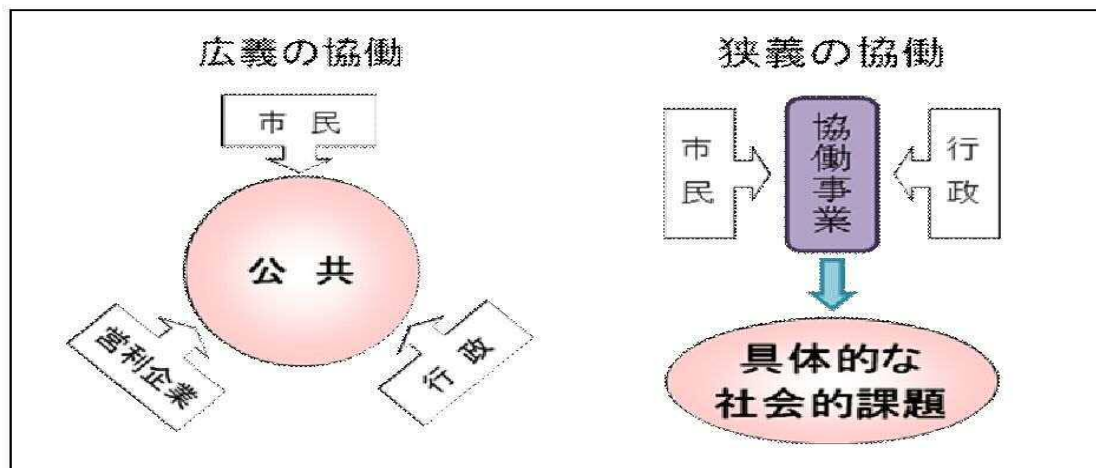 広義の協働
市民
公共
営利企業
行政
狭義の協働
市民
協働事業
行政
具体的な
社会的課題